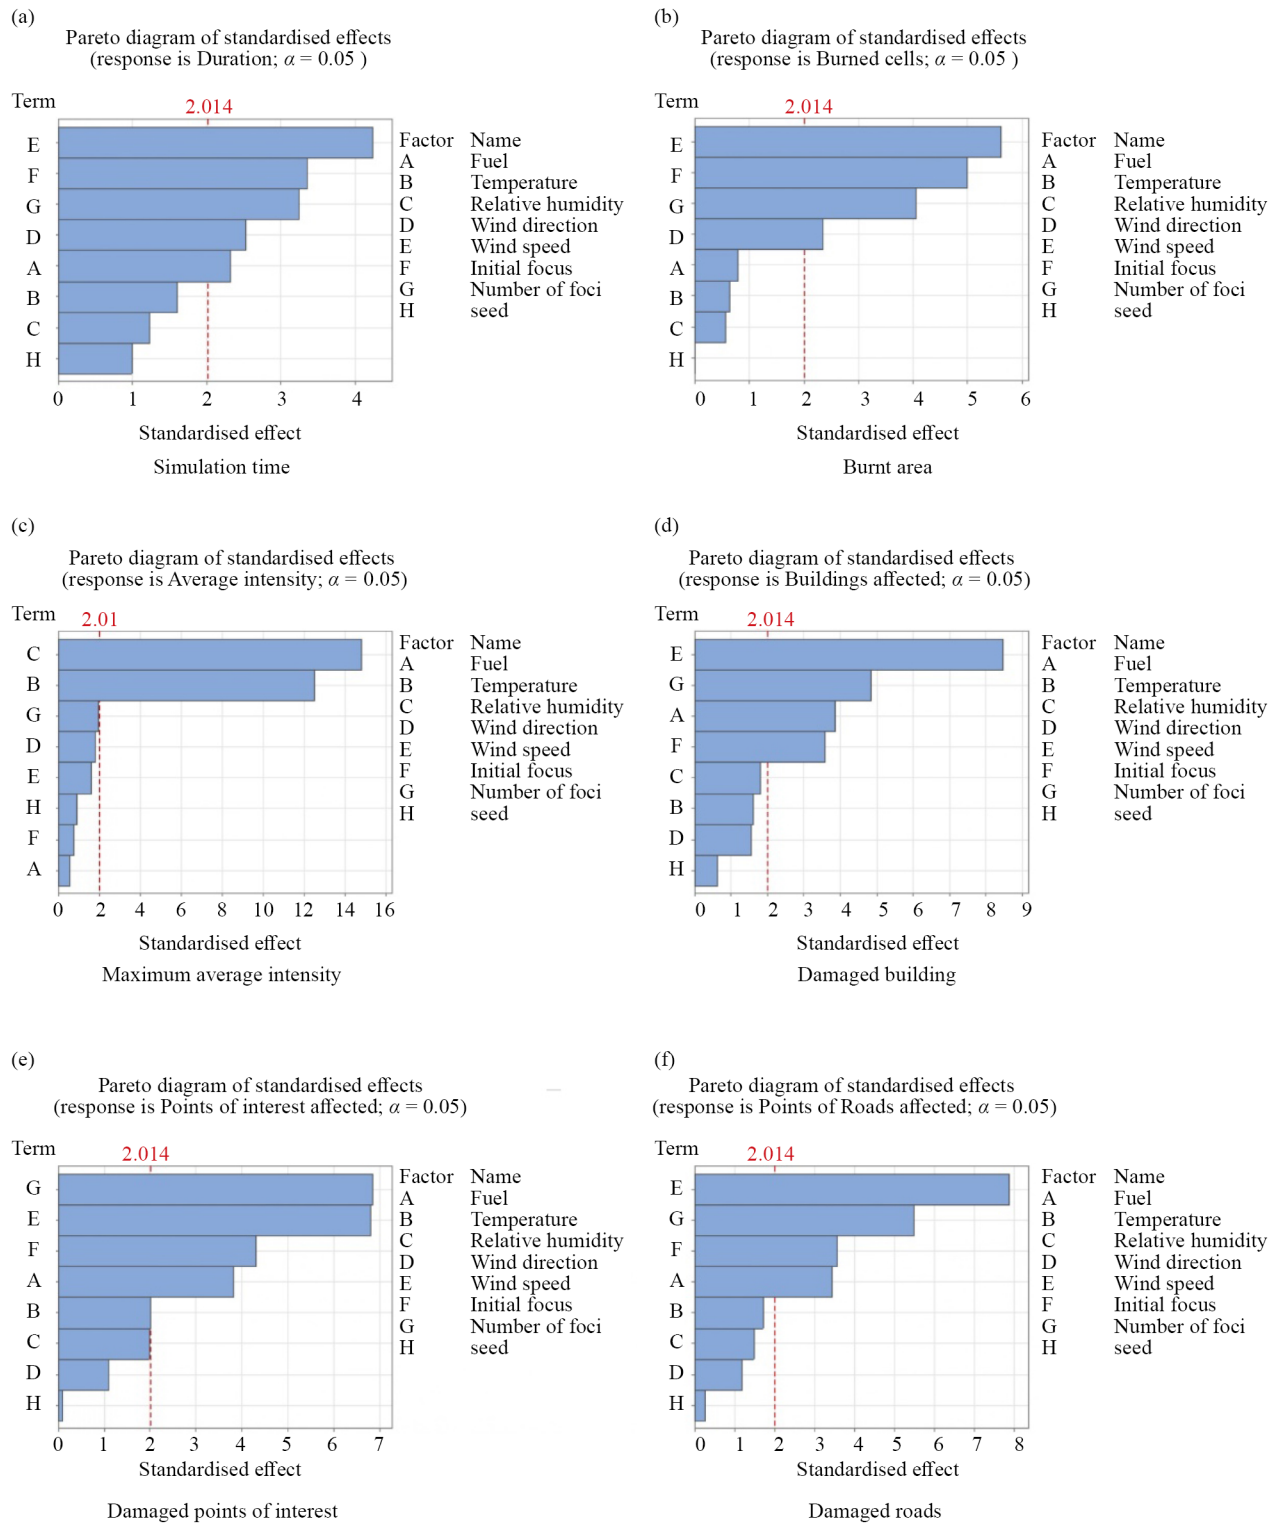 (a)
Pareto diagram of standardised effects
(response is Duration; α = 0.05 )
Term
2.014
E
F
G
D
A
B
C
H
0 1 2 3 4
Standardised effect
Simulation time
Factor Name
A Fuel
B Temperature
C Relative humidity
D Wind direction
E Wind speed
F Initial focus
G Number of foci
H seed
(b)
Pareto diagram of standardised effects
(response is Burned cells; α = 0.05 )
Term
2.014
E
F
G
D
A
B
C
H
0 1 2 3 4 5 6
Standardised effect
Burnt area
Factor Name
A Fuel
B Temperature
C Relative humidity
D Wind direction
E Wind speed
F Initial focus
G Number of foci
H seed
(c)
Pareto diagram of standardised effects
(response is Average intensity; α = 0.05)
Term
2.01
C
B
G
D
E
H
F
A
0 2 4 6 8 10 12 14 16
Standardised effect
Maximum average intensity
Factor Name
A Fuel
B Temperature
C Relative humidity
D Wind direction
E Wind speed
F Initial focus
G Number of foci
H seed
(d)
Pareto diagram of standardised effects
(response is Buildings affected; α = 0.05)
Term
2.014
E
G
A
F
C
B
D
H
0 1 2 3 4 5 6 7 8 9
Standardised effect
Damaged building
Factor Name
A Fuel
B Temperature
C Relative humidity
D Wind direction
E Wind speed
F Initial focus
G Number of foci
H seed
(e)
Pareto diagram of standardised effects
(response is Points of interest affected; α = 0.05)
Term
2.014
G
E
F
A
B
C
D
H
0 1 2 3 4 5 6 7
Standardised effect
Damaged points of interest
Factor Name
A Fuel
B Temperature
C Relative humidity
D Wind direction
E Wind speed
F Initial focus
G Number of foci
H seed
(f)
Pareto diagram of standardised effects
(response is Points of Roads affected; α = 0.05)
Term
2.014
E
G
F
A
B
C
D
H
0 1 2 3 4 5 6 7 8
Standardised effect
Damaged roads
Factor Name
A Fuel
B Temperature
C Relative humidity
D Wind direction
E Wind speed
F Initial focus
G Number of foci
H seed